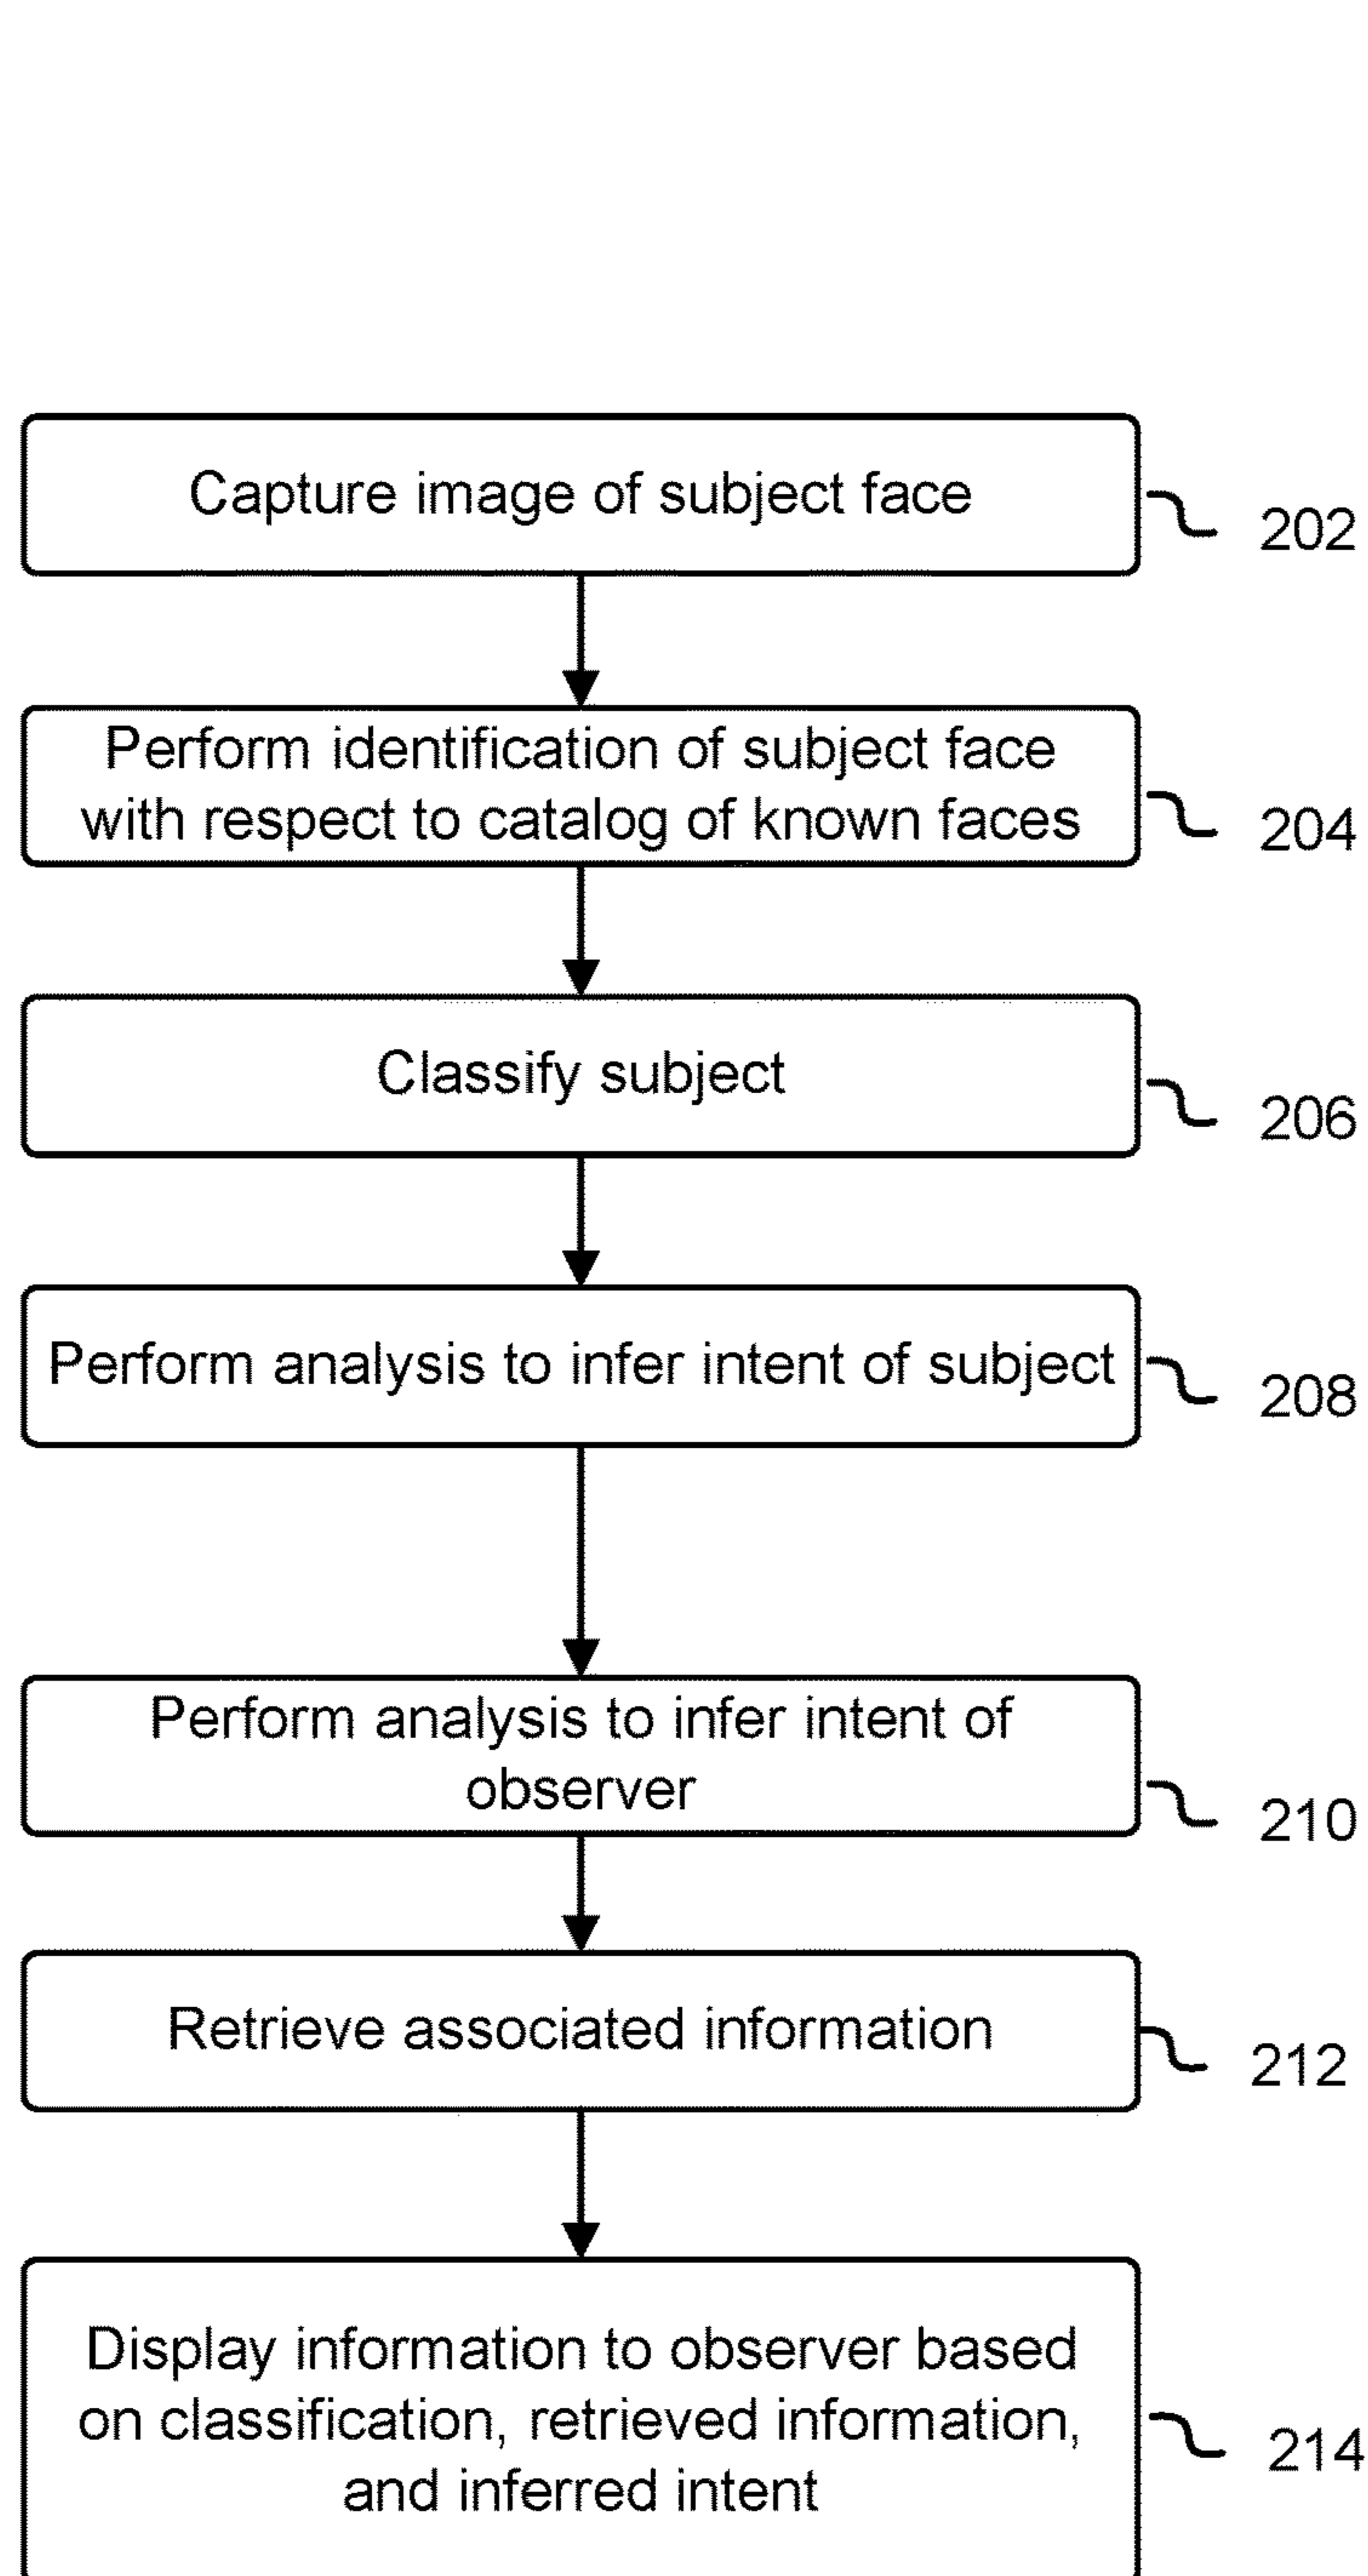 Capture image of subject face
202
Perform identification of subject face
with respect to catalog of known faces
204
Classify subject
206
Perform analysis to infer intent of subject
208
Perform analysis to infer intent of
observer
210
Retrieve associated information
212
Display information to observer based
on classification, retrieved information,
and inferred intent
214